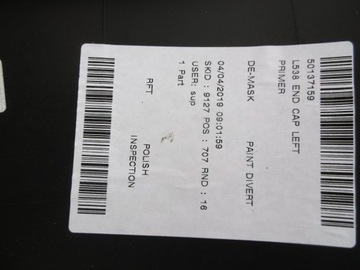 50137159
L538 END CAP LEFT
PRIMER
DE-MASK PAINT DIVERT
04/04/2019 09:01:59
SKID : 9127 POS : 707 RND : 16
USER: sup
1 Part
RFT POLISH
INSPECTION